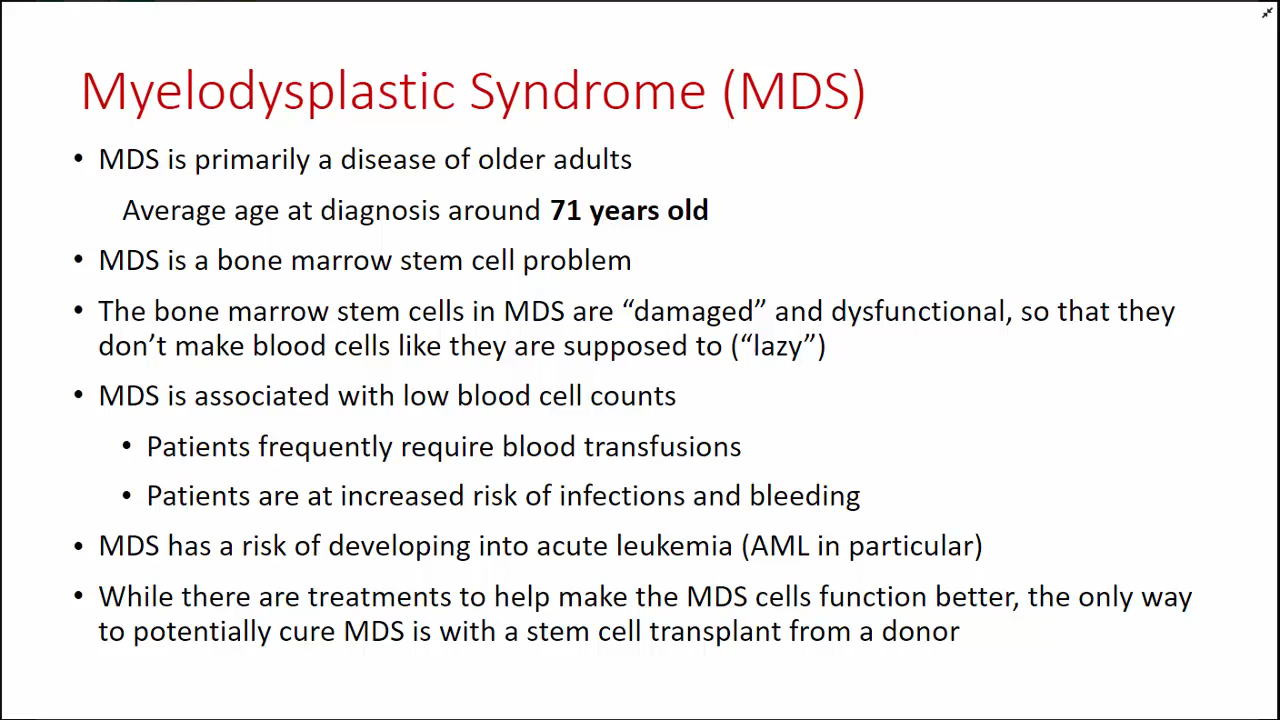 Myelodysplastic Syndrome (MDS)
• MDS is primarily a disease of older adults
Average age at diagnosis around 71 years old
• MDS is a bone marrow stem cell problem
• The bone marrow stem cells in MDS are “damaged” and dysfunctional, so that they
don’t make blood cells like they are supposed to (“lazy”)
• MDS is associated with low blood cell counts
• Patients frequently require blood transfusions
• Patients are at increased risk of infections and bleeding
• MDS has a risk of developing into acute leukemia (AML in particular)
• While there are treatments to help make the MDS cells function better, the only way
to potentially cure MDS is with a stem cell transplant from a donor